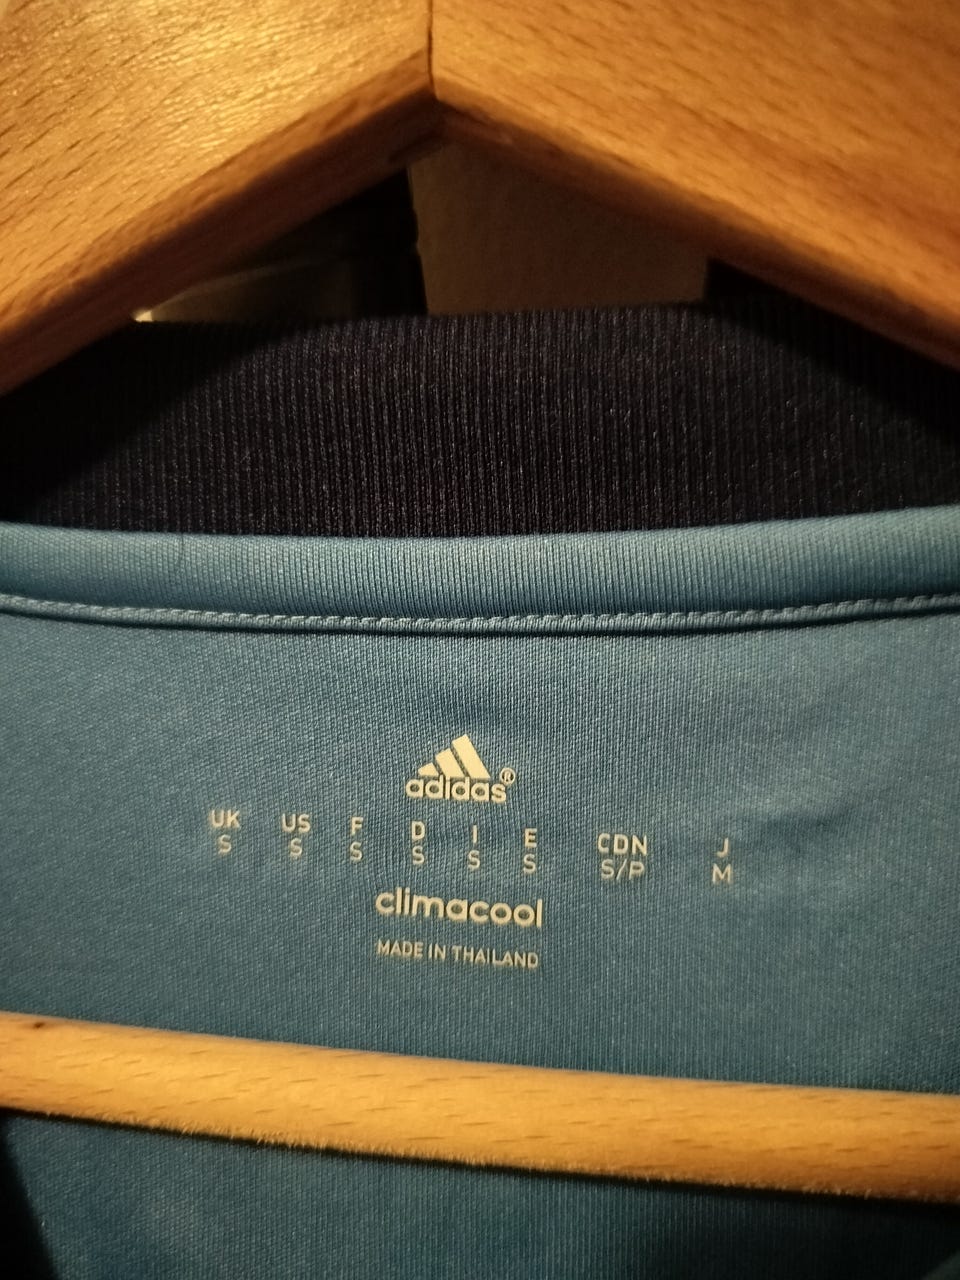 adidas®
UK US F D I E CDN J
S S S S S S S/P M
climacool
MADE IN THAILAND